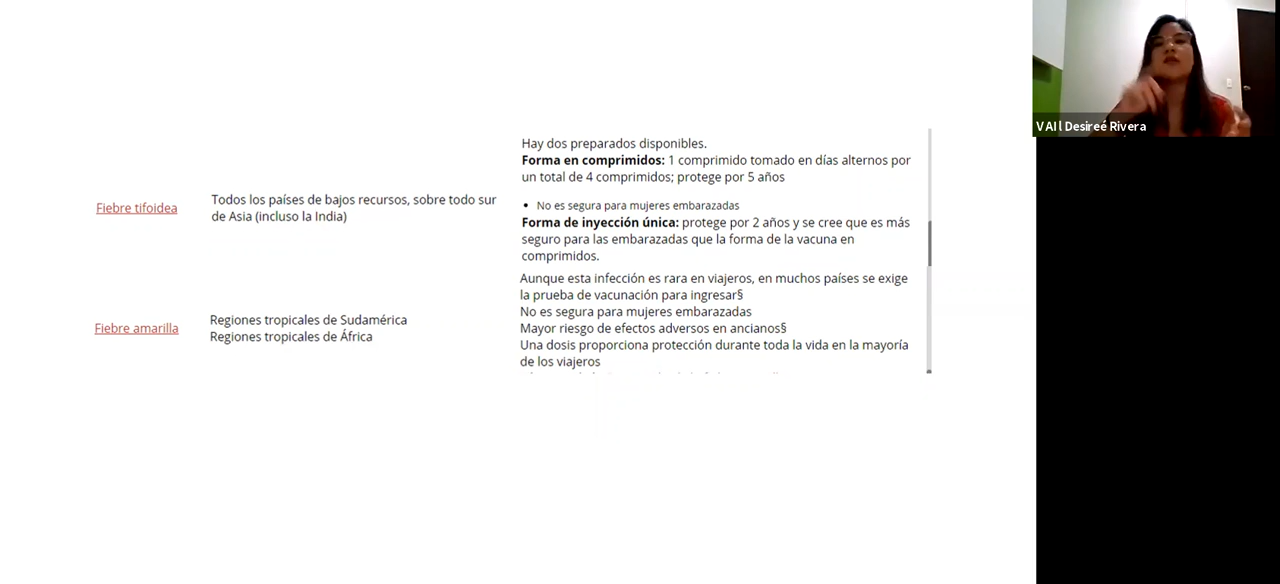 V AI l Desireé Rivera
Hay dos preparados disponibles.
Forma en comprimidos: 1 comprimido tomado en días alternos por
un total de 4 comprimidos; protege por 5 años
Fiebre tifoidea
Todos los países de bajos recursos, sobre todo sur
de Asia (incluso la India)
• No es segura para mujeres embarazadas
Forma de inyección única: protege por 2 años y se cree que es más
seguro para las embarazadas que la forma de la vacuna en
comprimidos.
Fiebre amarilla
Regiones tropicales de Sudamérica
Regiones tropicales de África
Aunque esta infección es rara en viajeros, en muchos países se exige
la prueba de vacunación para ingresar§
No es segura para mujeres embarazadas
Mayor riesgo de efectos adversos en ancianos§
Una dosis proporciona protección durante toda la vida en la mayoría
de los viajeros